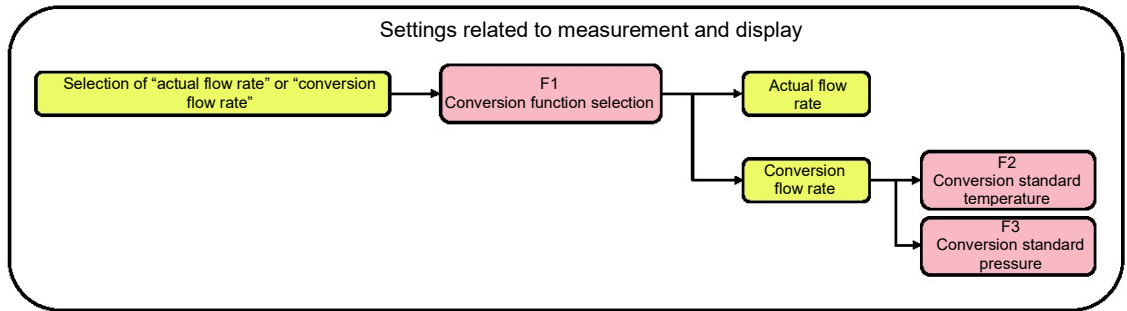 Settings related to measurement and display
Selection of “actual flow rate” or “conversion
flow rate”
F1
Conversion function selection
Actual flow
rate
Conversion
flow rate
F2
Conversion standard
temperature
F3
Conversion standard
pressure